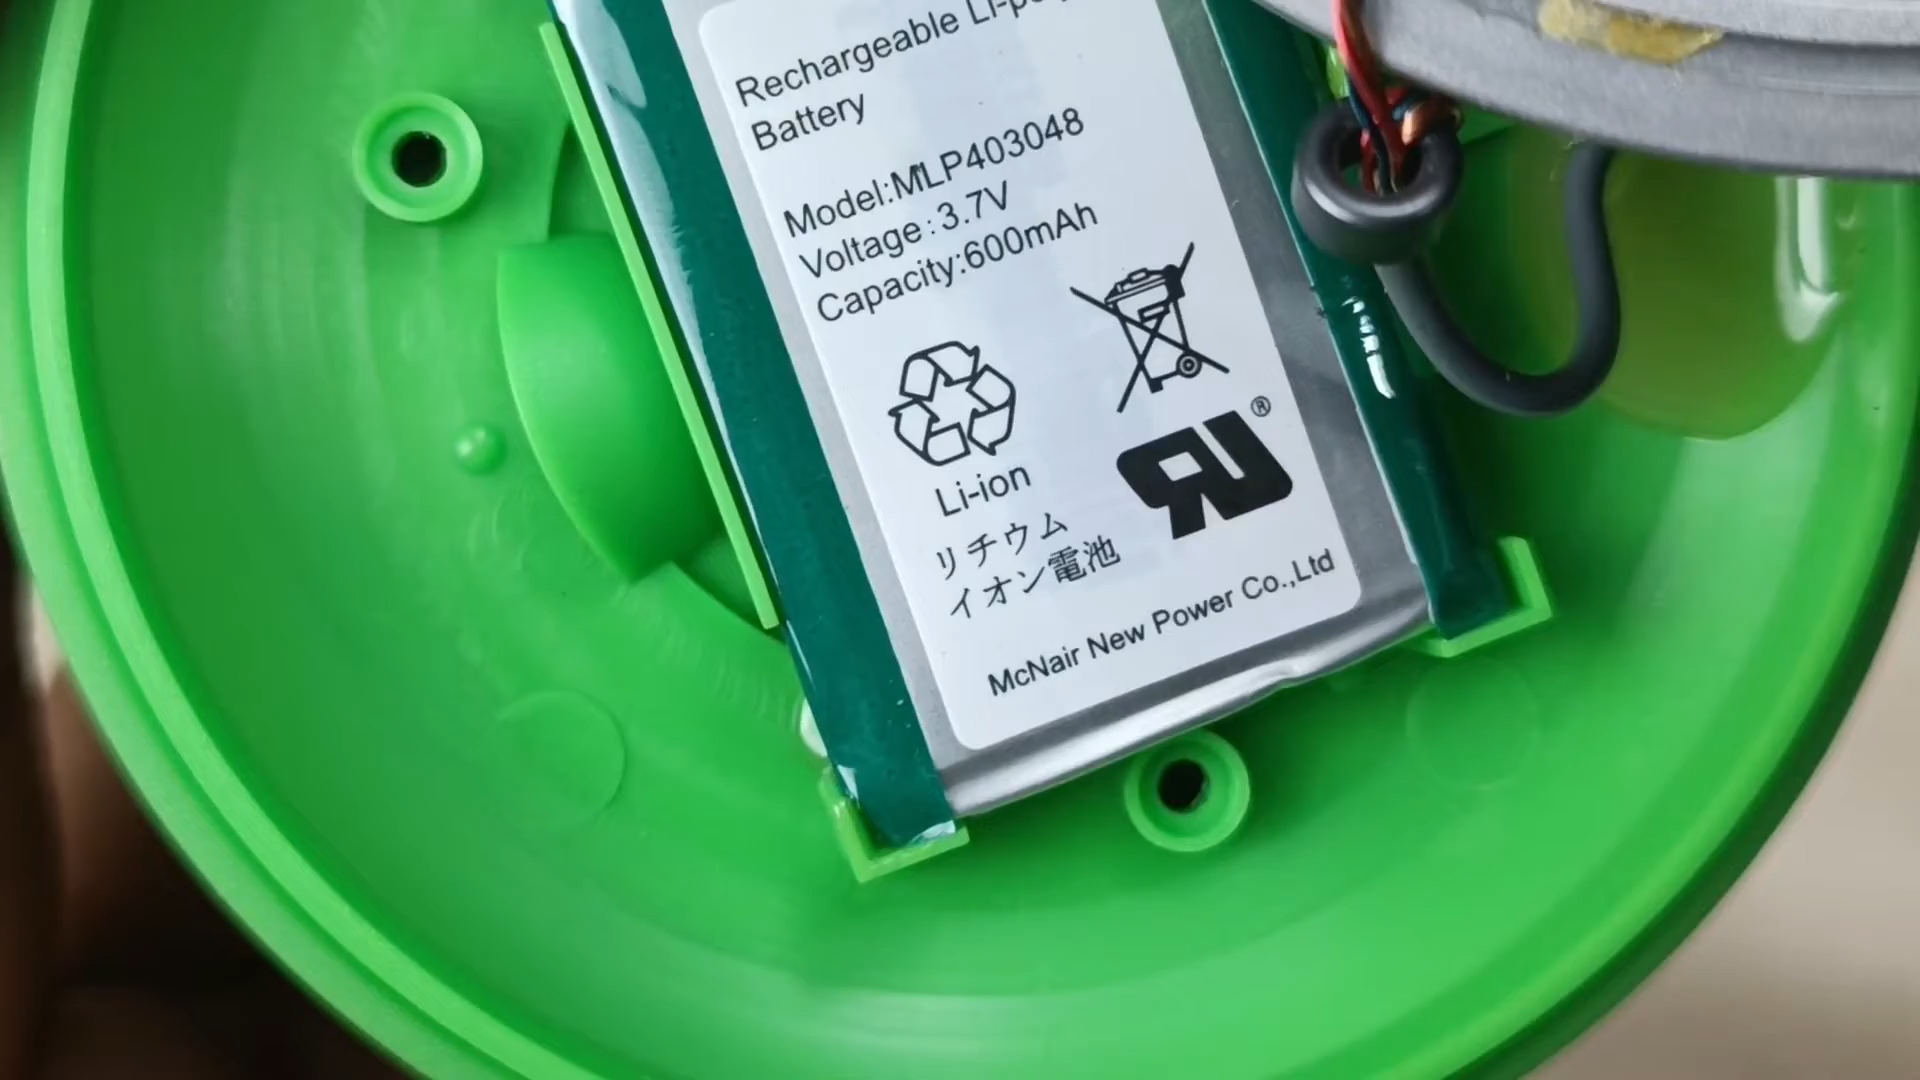 Rechargeable Li-po
Battery
Model:MLP403048
Voltage:3.7V
Capacity:600mAh
Li-ion
リチウム
イオン電池
®
McNair New Power Co.,Ltd